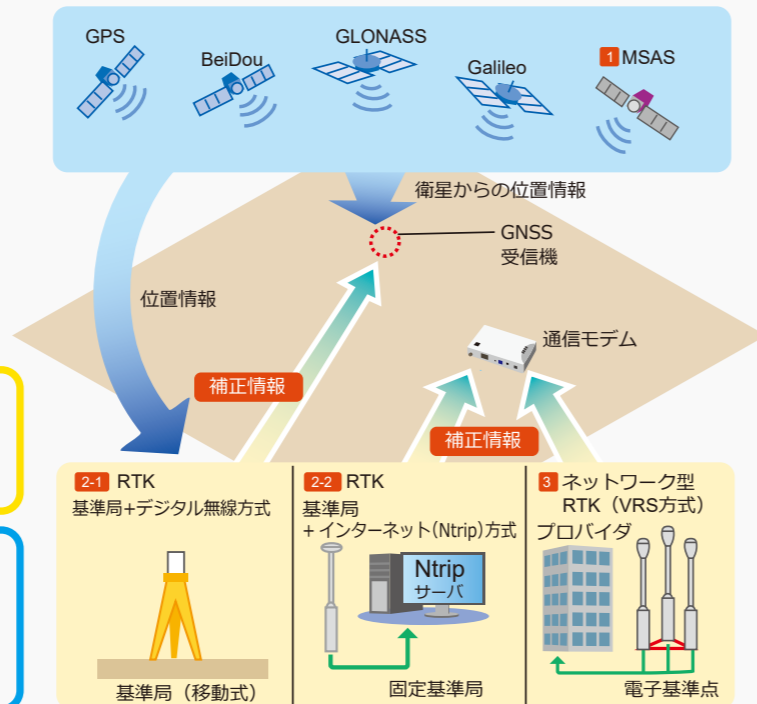 GPS
BeiDou
GLONASS
Galileo
1 MSAS
衛星からの位置情報
GNSS
受信機
位置情報
通信モデム
補正情報
補正情報
2-1 RTK
基準局+デジタル無線方式
基準局（移動式）
2-2 RTK
基準局
+インターネット(Ntrip)方式
Ntrip
サーバ
固定基準局
3 ネットワーク型
RTK（VRS方式）
プロバイダ
電子基準点